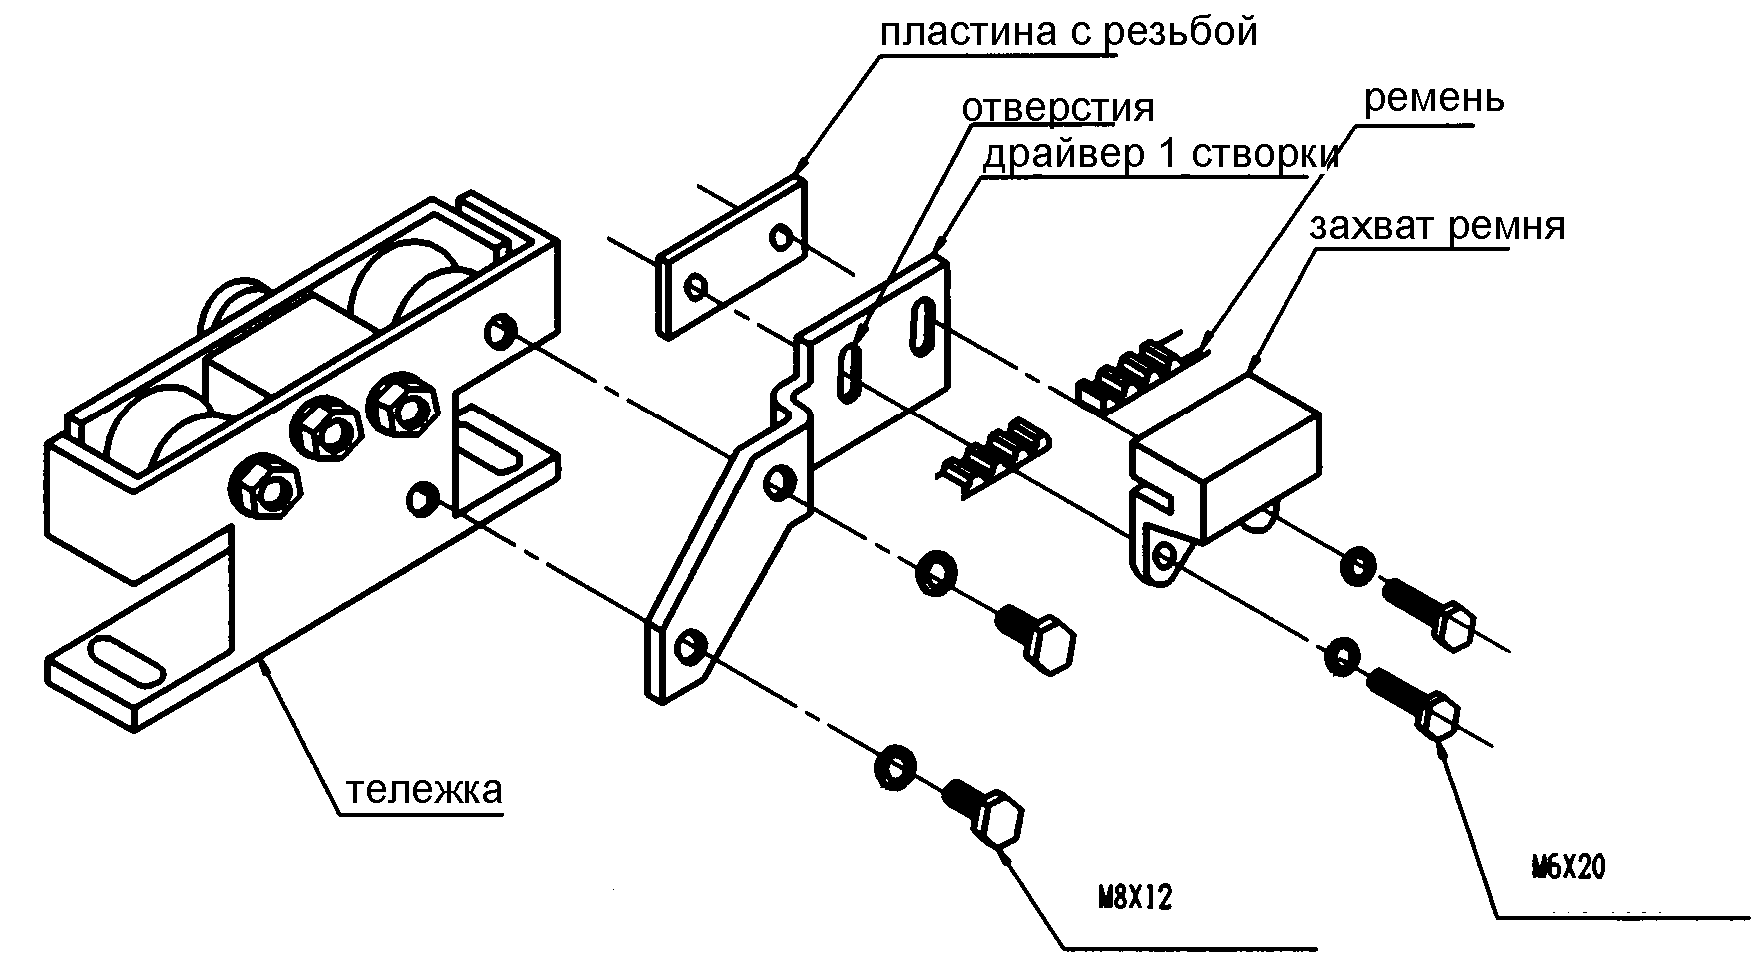 пластина с резьбой
отверстия
ремень
драйвер 1 створки
захват ремня
тележка
M6X20
M8X12